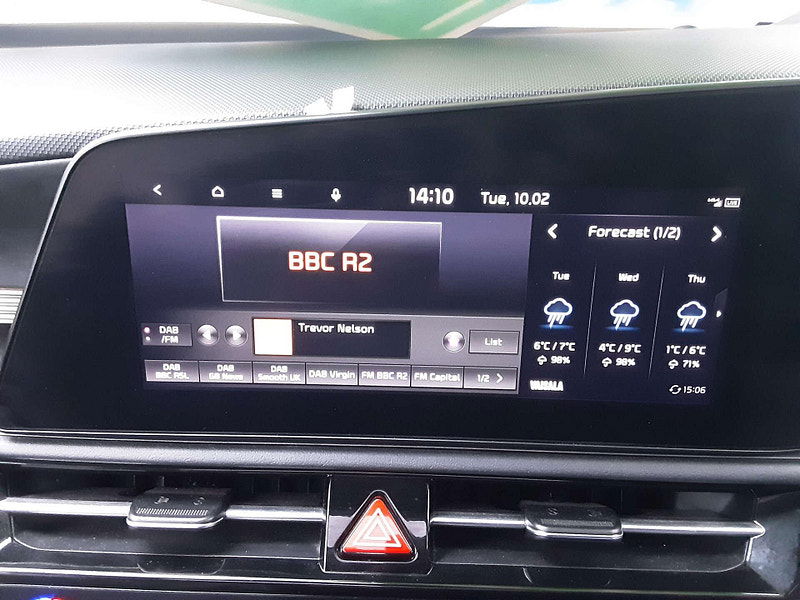 14:10 Tue, 10.02
BBC R2
DAB
/FM
Trevor Nelson
List
DAB
BBC R5L
DAB
GB News
DAB
Smooth UK
DAB Virgin
FM BBC R2
FM Capital
1/2
Forecast (1/2)
Tue Wed Thu
6°C / 7°C 4°C / 9°C 1°C / 6°C
98% 98% 71%
VAISALA
15:06